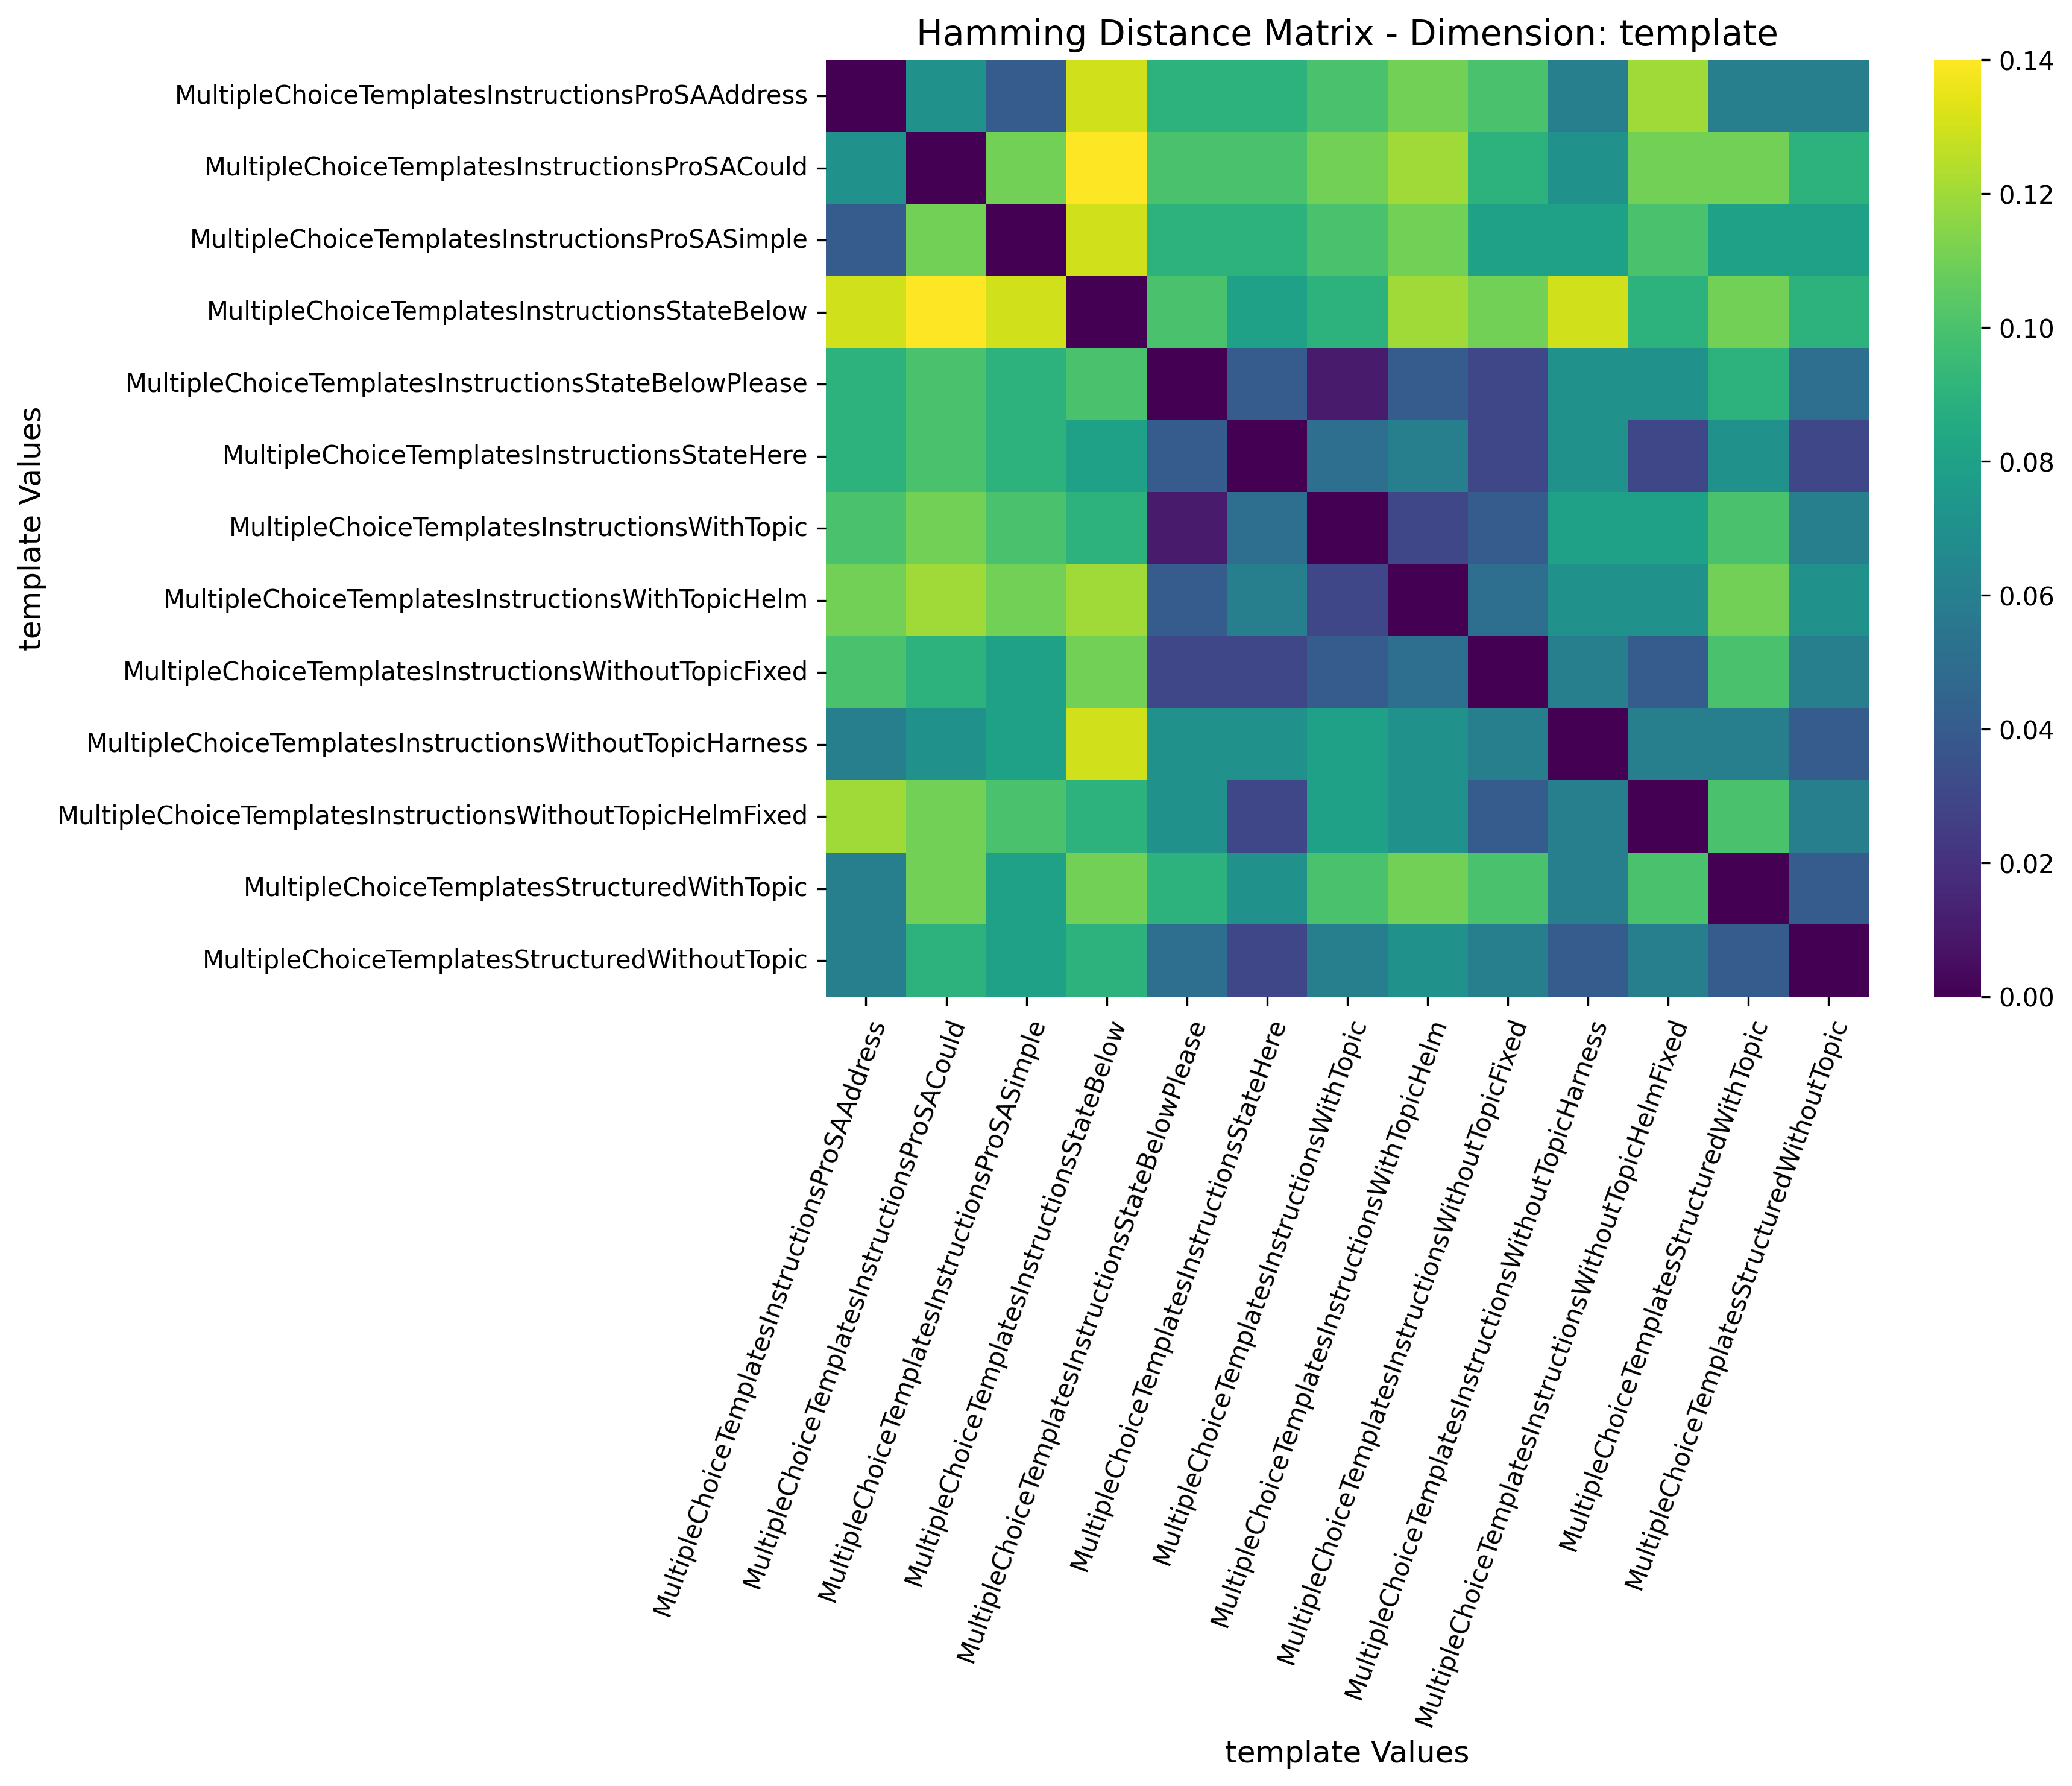 Hamming Distance Matrix - Dimension: template
template Values
MultipleChoiceTemplatesInstructionsProSAAddress
MultipleChoiceTemplatesInstructionsProSACould
MultipleChoiceTemplatesInstructionsProSASimple
MultipleChoiceTemplatesInstructionsStateBelow
MultipleChoiceTemplatesInstructionsStateBelowPlease
MultipleChoiceTemplatesInstructionsStateHere
MultipleChoiceTemplatesInstructionsWithTopic
MultipleChoiceTemplatesInstructionsWithTopicHelm
MultipleChoiceTemplatesInstructionsWithoutTopicFixed
MultipleChoiceTemplatesInstructionsWithoutTopicHarness
MultipleChoiceTemplatesInstructionsWithoutTopicHelmFixed
MultipleChoiceTemplatesStructuredWithTopic
MultipleChoiceTemplatesStructuredWithoutTopic
0.14
0.12
0.10
0.08
0.06
0.04
0.02
0.00
MultipleChoiceTemplatesInstructionsProSAAddress
MultipleChoiceTemplatesInstructionsProSACould
MultipleChoiceTemplatesInstructionsProSASimple
MultipleChoiceTemplatesInstructionsStateBelow
MultipleChoiceTemplatesInstructionsStateBelowPlease
MultipleChoiceTemplatesInstructionsStateHere
MultipleChoiceTemplatesInstructionsWithTopic
MultipleChoiceTemplatesInstructionsWithTopicHelm
MultipleChoiceTemplatesInstructionsWithoutTopicFixed
MultipleChoiceTemplatesInstructionsWithoutTopicHarness
MultipleChoiceTemplatesInstructionsWithoutTopicHelmFixed
MultipleChoiceTemplatesStructuredWithTopic
MultipleChoiceTemplatesStructuredWithoutTopic
template Values